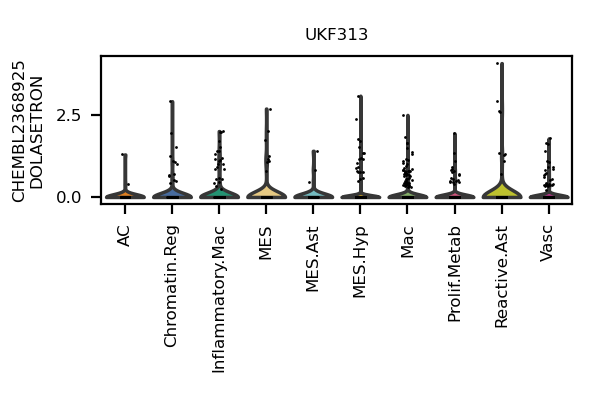 UKF313
CHEMBL2368925
DOLASETRON
2.5
0.0
AC
Chromatin.Reg
Inflammatory.Mac
MES
MES.Ast
MES.Hyp
Mac
Prolif.Metab
Reactive.Ast
Vasc